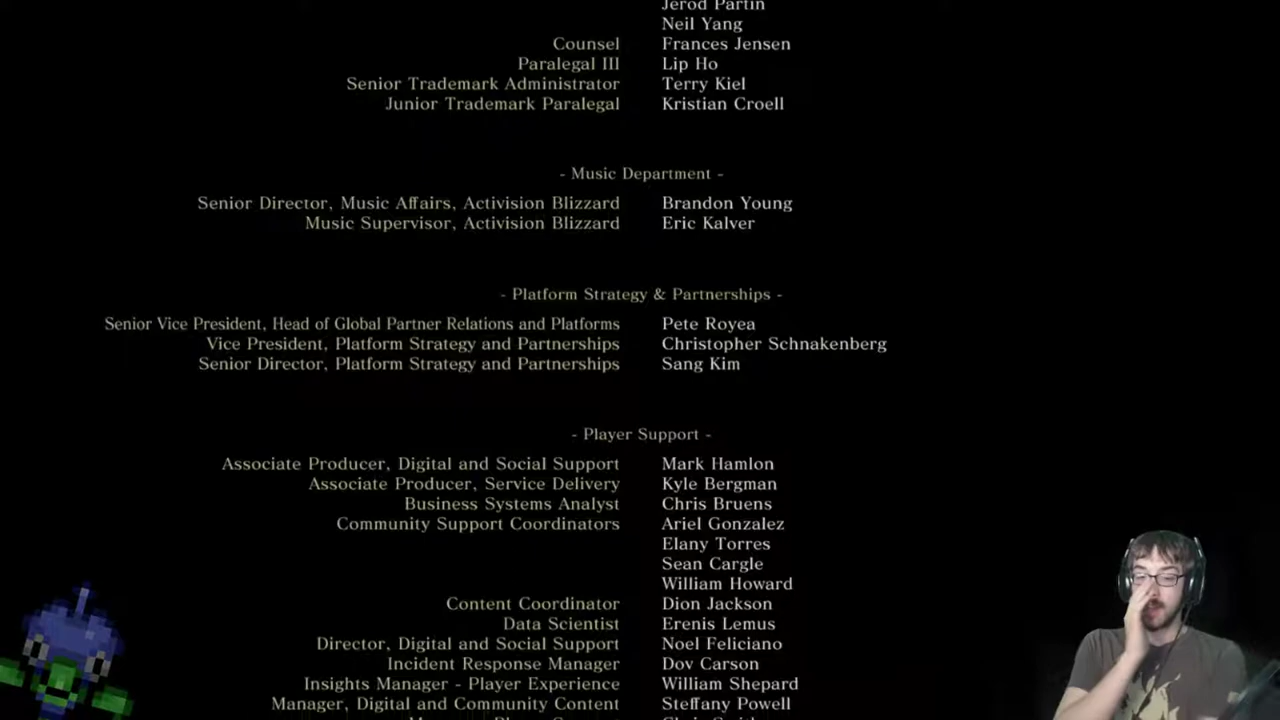 Jerod Partin
Neil Yang
Counsel Frances Jensen
Paralegal III Lip Ho
Senior Trademark Administrator Terry Kiel
Junior Trademark Paralegal Kristian Croell
- Music Department -
Senior Director, Music Affairs, Activision Blizzard Brandon Young
Music Supervisor, Activision Blizzard Eric Kalver
- Platform Strategy & Partnerships -
Senior Vice President, Head of Global Partner Relations and Platforms Pete Royea
Vice President, Platform Strategy and Partnerships Christopher Schnakenberg
Senior Director, Platform Strategy and Partnerships Sang Kim
- Player Support -
Associate Producer, Digital and Social Support Mark Hamlon
Associate Producer, Service Delivery Kyle Bergman
Business Systems Analyst Chris Bruens
Community Support Coordinators Ariel Gonzalez
Elany Torres
Sean Cargle
William Howard
Content Coordinator Dion Jackson
Data Scientist Erenis Lemus
Director, Digital and Social Support Noel Feliciano
Incident Response Manager Dov Carson
Insights Manager - Player Experience William Shepard
Manager, Digital and Community Content Steffany Powell